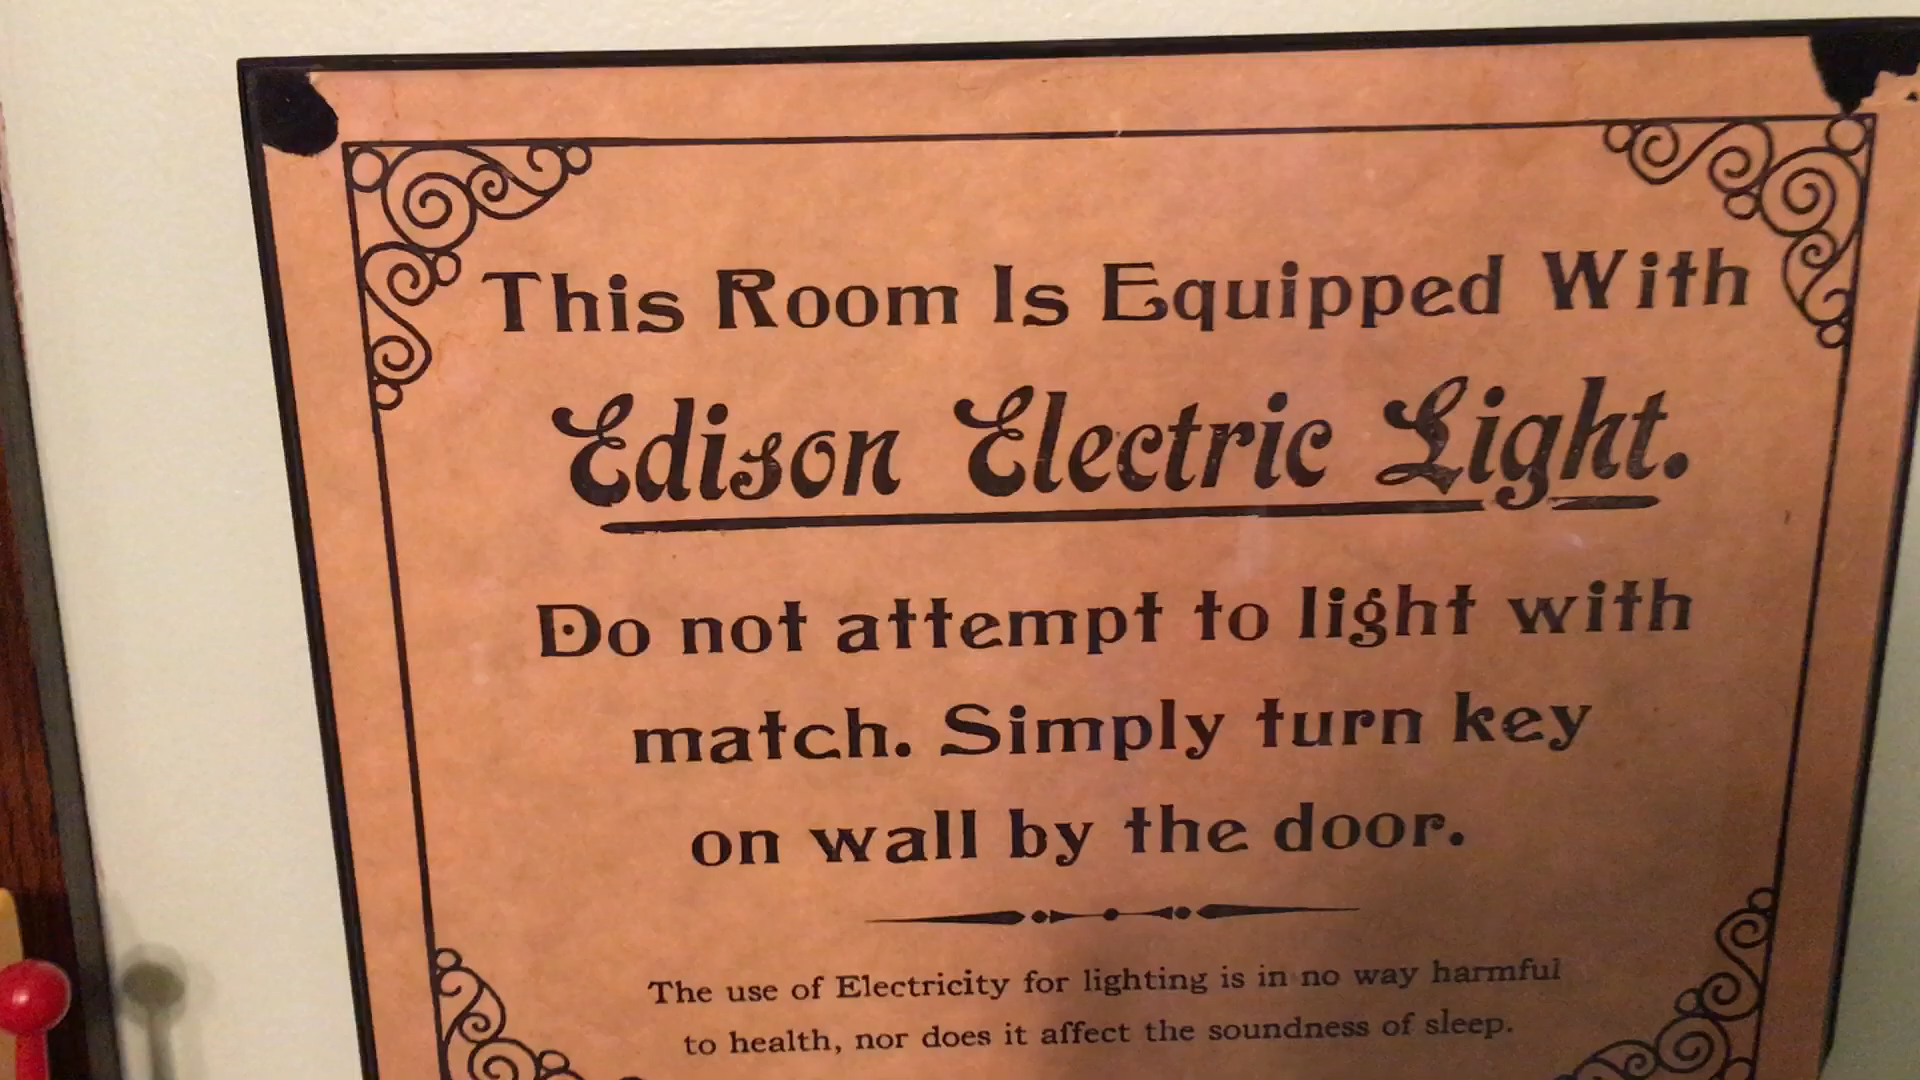 This Room Is Equipped With
Edison Electric Light.
Do not attempt to light with
match. Simply turn key
on wall by the door.
The use of Electricity for lighting is in no way harmful
to health, nor does it affect the soundness of sleep.